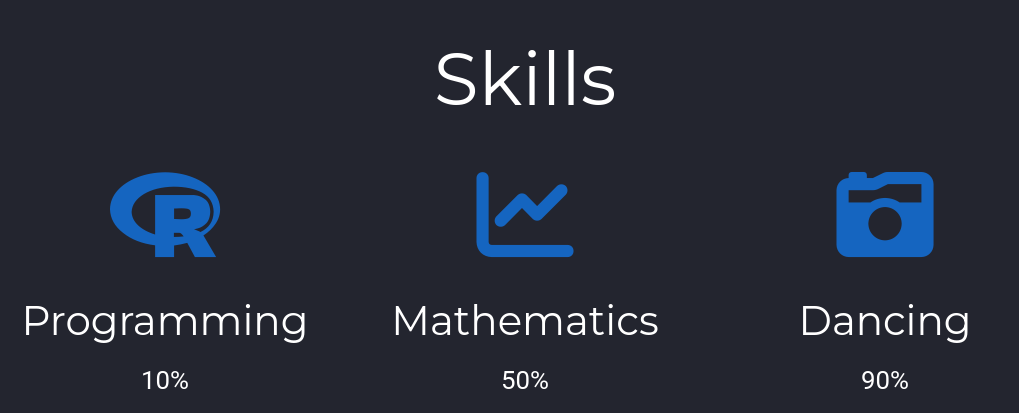 Skills
R
Programming
Mathematics
Dancing
10%
50%
90%